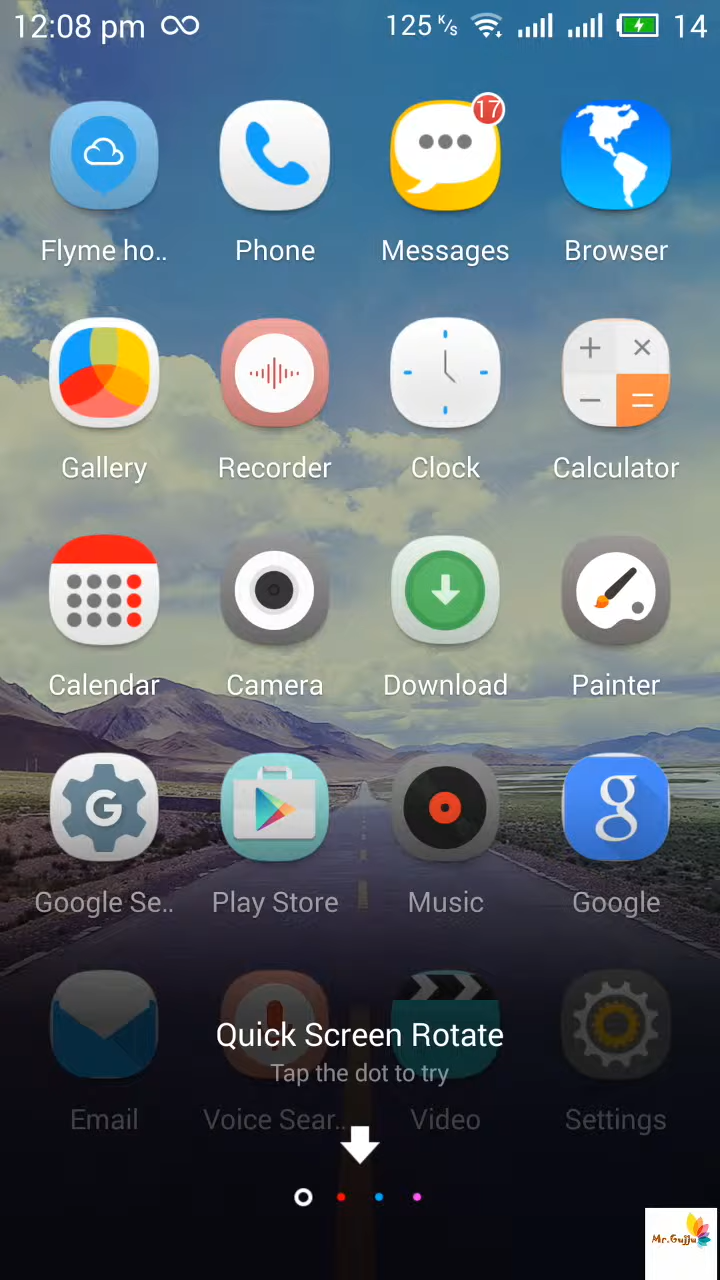 12:08 pm 125 K/s 14
17
Flyme ho.. Phone Messages Browser
Gallery Recorder Clock Calculator
Calendar Camera Download Painter
G g
Google Se.. Play Store Music Google
Quick Screen Rotate
Tap the dot to try
Email Voice Sear.. Video Settings
Mr.Gujju